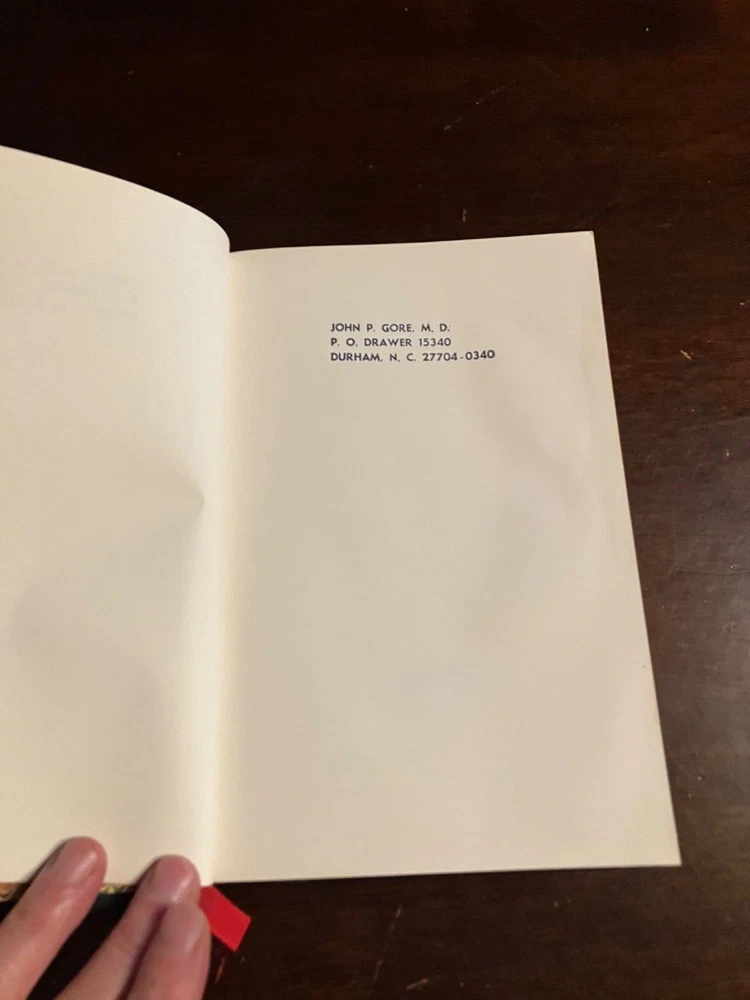 JOHN P. GORE, M. D.
P. O. DRAWER 15340
DURHAM, N. C. 27704-0340